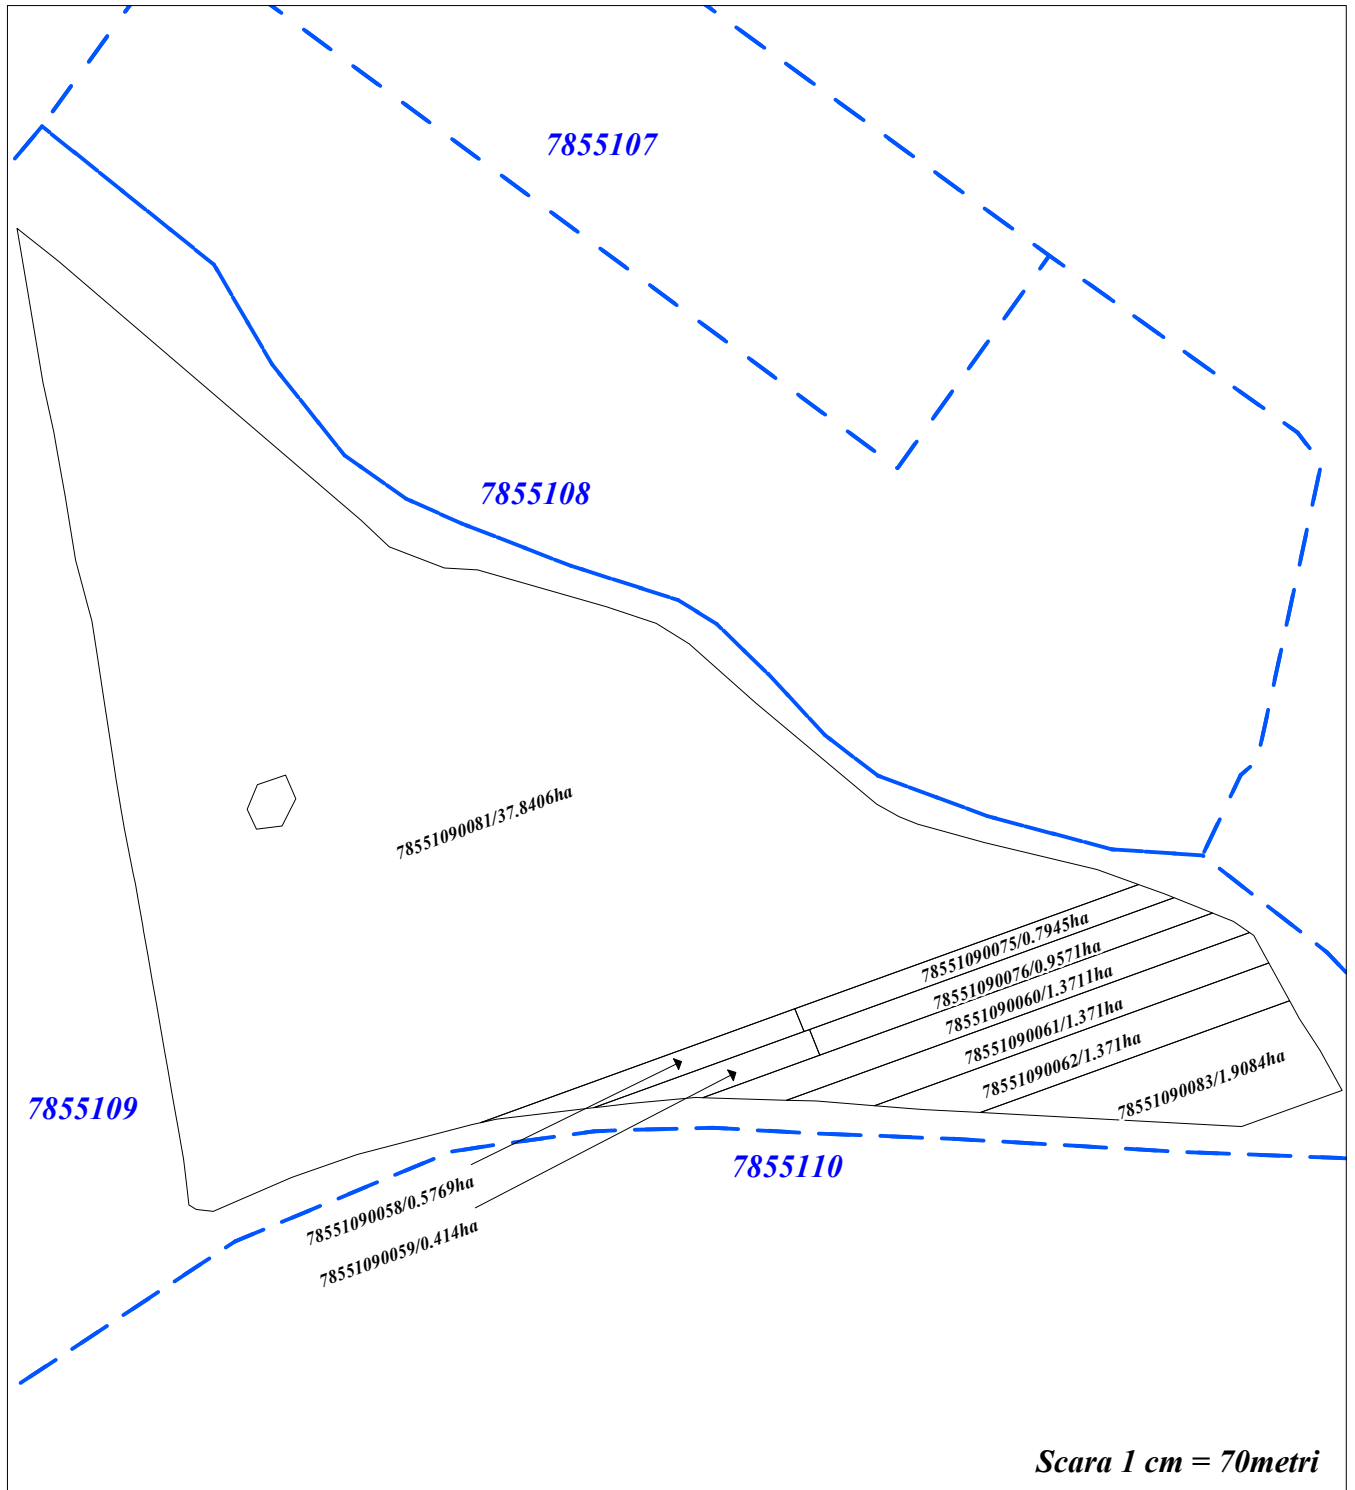 7855107
7855108
78551090081/37.8406ha
78551090075/0.7945ha
78551090076/0.9571ha
78551090060/1.3711ha
78551090061/1.371ha
78551090062/1.371ha
78551090083/1.9084ha
7855109
7855110
78551090058/0.5769ha
78551090059/0.414ha
Scara 1 cm = 70metri